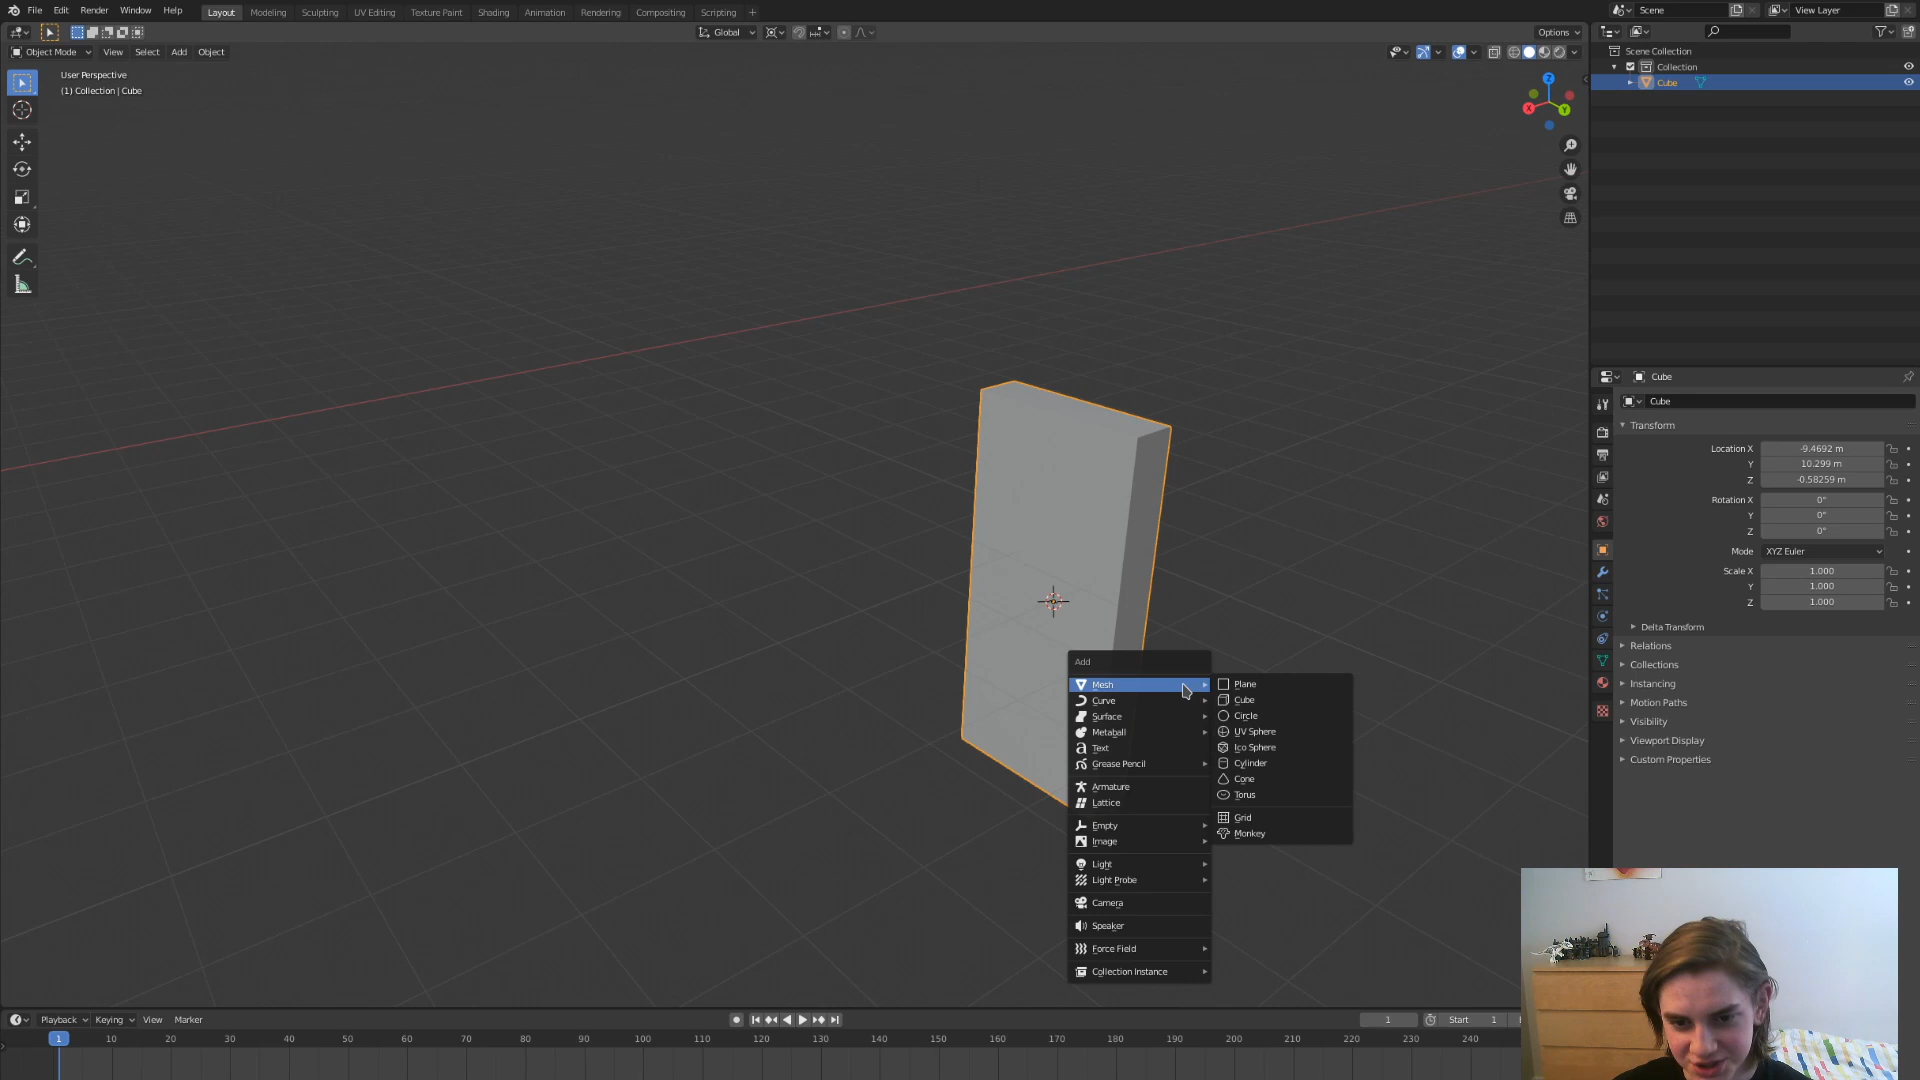 File Edit Render Window Help Layout Modeling Sculpting UV Editing Texture Paint Shading Animation Rendering Compositing Scripting +
Scene
View Layer
Global
Options
Object Mode View Select Add Object
User Perspective
(1) Collection | Cube
Z
X
Y
Scene Collection
Collection
Cube
Cube
Cube
Transform
Location X -9.4692 m
Y 10.299 m
Z -0.58259 m
Rotation X 0°
Y 0°
Z 0°
Mode XYZ Euler
Scale X 1.000
Y 1.000
Z 1.000
Delta Transform
Relations
Collections
Instancing
Motion Paths
Visibility
Viewport Display
Custom Properties
Add
Mesh
Curve
Surface
Metaball
Text
Grease Pencil
Armature
Lattice
Empty
Image
Light
Light Probe
Camera
Speaker
Force Field
Collection Instance
Plane
Cube
Circle
UV Sphere
Ico Sphere
Cylinder
Cone
Torus
Grid
Monkey
Playback Keying View Marker
1
Start 1
1 10 20 30 40 50 60 70 80 90 100 110 120 130 140 150 160 170 180 190 200 210 220 230 240